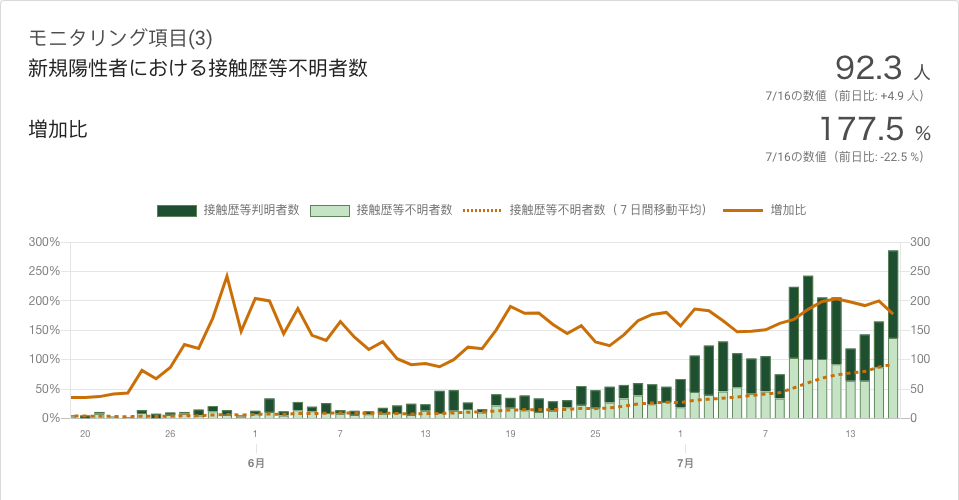 モニタリング項目(3)
新規陽性者における接触歴等不明者数
92.3 人
7/16の数値（前日比: +4.9 人）
増加比
177.5 %
7/16の数値（前日比: -22.5 %）
接触歴等判明者数 接触歴等不明者数 接触歴等不明者数（７日間移動平均） 増加比
300% 300
250% 250
200% 200
150% 150
100% 100
50% 50
0% 0
20 26 1 7 13 19 25 1 7 13
6月 7月